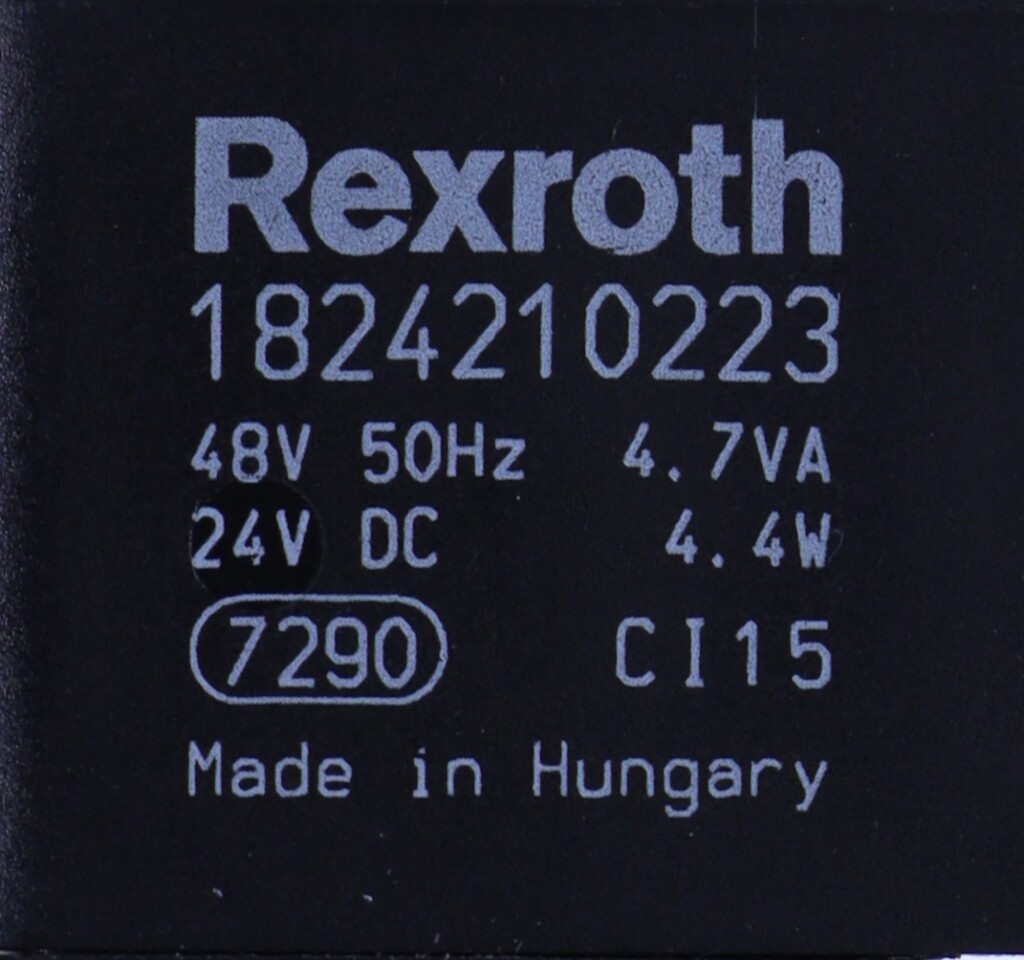 Rexroth
1824210223
48V 50Hz 4.7VA
24V DC 4.4W
7290 CI15
Made in Hungary